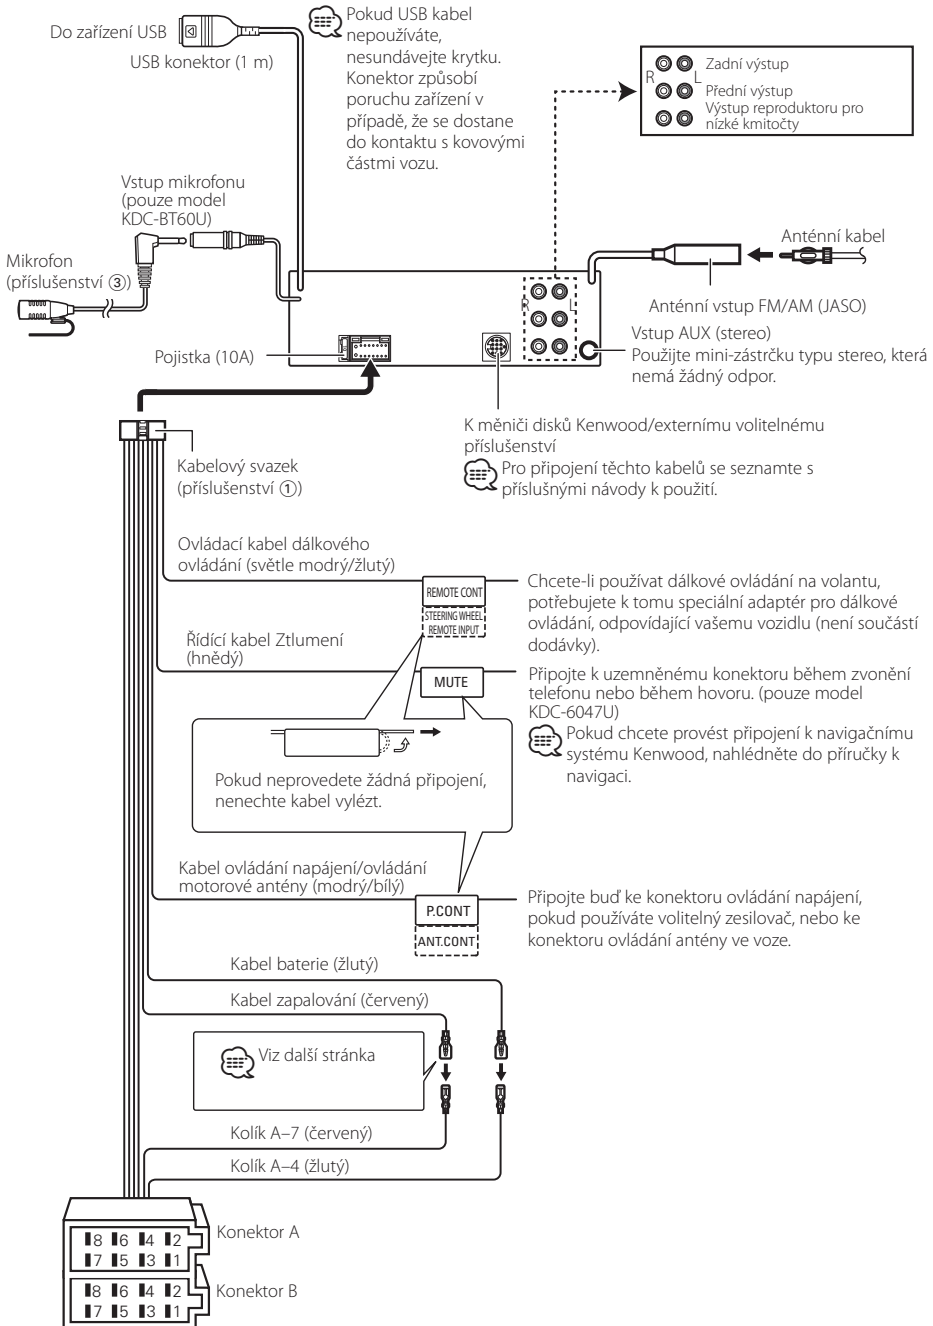 Do zařízení USB
USB konektor (1 m)
Pokud USB kabel
nepoužíváte,
nesundávejte krytku.
Konektor způsobí
poruchu zařízení v
případě, že se dostane
do kontaktu s kovovými
částmi vozu.
R
L
Zadní výstup
Přední výstup
Výstup reproduktoru pro
nízké kmitočty
Vstup mikrofonu
(pouze model
KDC-BT60U)
Mikrofon
(příslušenství ③)
Anténní kabel
Anténní vstup FM/AM (JASO)
R
L
Vstup AUX (stereo)
Použijte mini-zástrčku typu stereo, která
nemá žádný odpor.
Pojistka (10A)
K měniči disků Kenwood/externímu volitelnému
příslušenství
Pro připojení těchto kabelů se seznamte s
příslušnými návody k použití.
Kabelový svazek
(příslušenství ①)
Ovládací kabel dálkového
ovládání (světle modrý/žlutý)
REMOTE CONT
STEERING WHEEL
REMOTE INPUT
Chcete-li používat dálkové ovládání na volantu,
potřebujete k tomu speciální adaptér pro dálkové
ovládání, odpovídající vašemu vozidlu (není součástí
dodávky).
Řídící kabel Ztlumení
(hnědý)
MUTE
Připojte k uzemněnému konektoru během zvonění
telefonu nebo během hovoru. (pouze model
KDC-6047U)
Pokud chcete provést připojení k navigačnímu
systému Kenwood, nahlédněte do příručky k
navigaci.
Pokud neprovedete žádná připojení,
nenechte kabel vylézt.
Kabel ovládání napájení/ovládání
motorové antény (modrý/bílý)
P.CONT
ANT.CONT
Připojte buď ke konektoru ovládání napájení,
pokud používáte volitelný zesilovač, nebo ke
konektoru ovládání antény ve voze.
Kabel baterie (žlutý)
Kabel zapalování (červený)
Viz další stránka
Kolík A–7 (červený)
Kolík A–4 (žlutý)
Konektor A
8 6 4 2
7 5 3 1
Konektor B
8 6 4 2
7 5 3 1